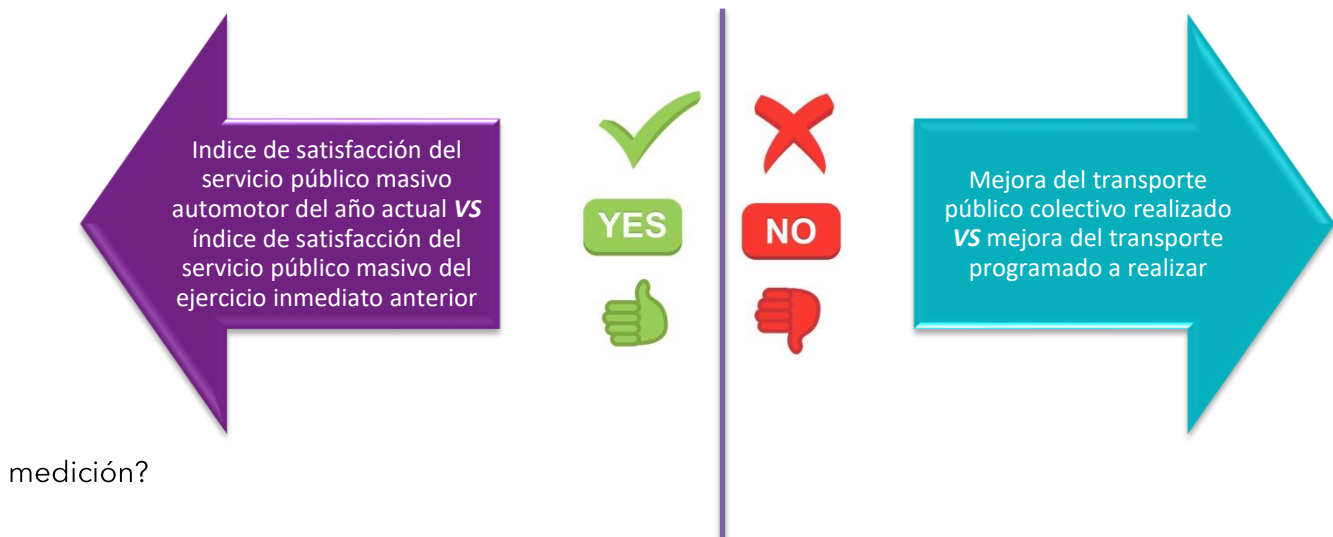 Indice de satisfacción del
servicio público masivo
automotor del año actual VS
índice de satisfacción del
servicio público masivo del
ejercicio inmediato anterior
YES
NO
Mejora del transporte
público colectivo realizado
VS mejora del transporte
programado a realizar
medición?